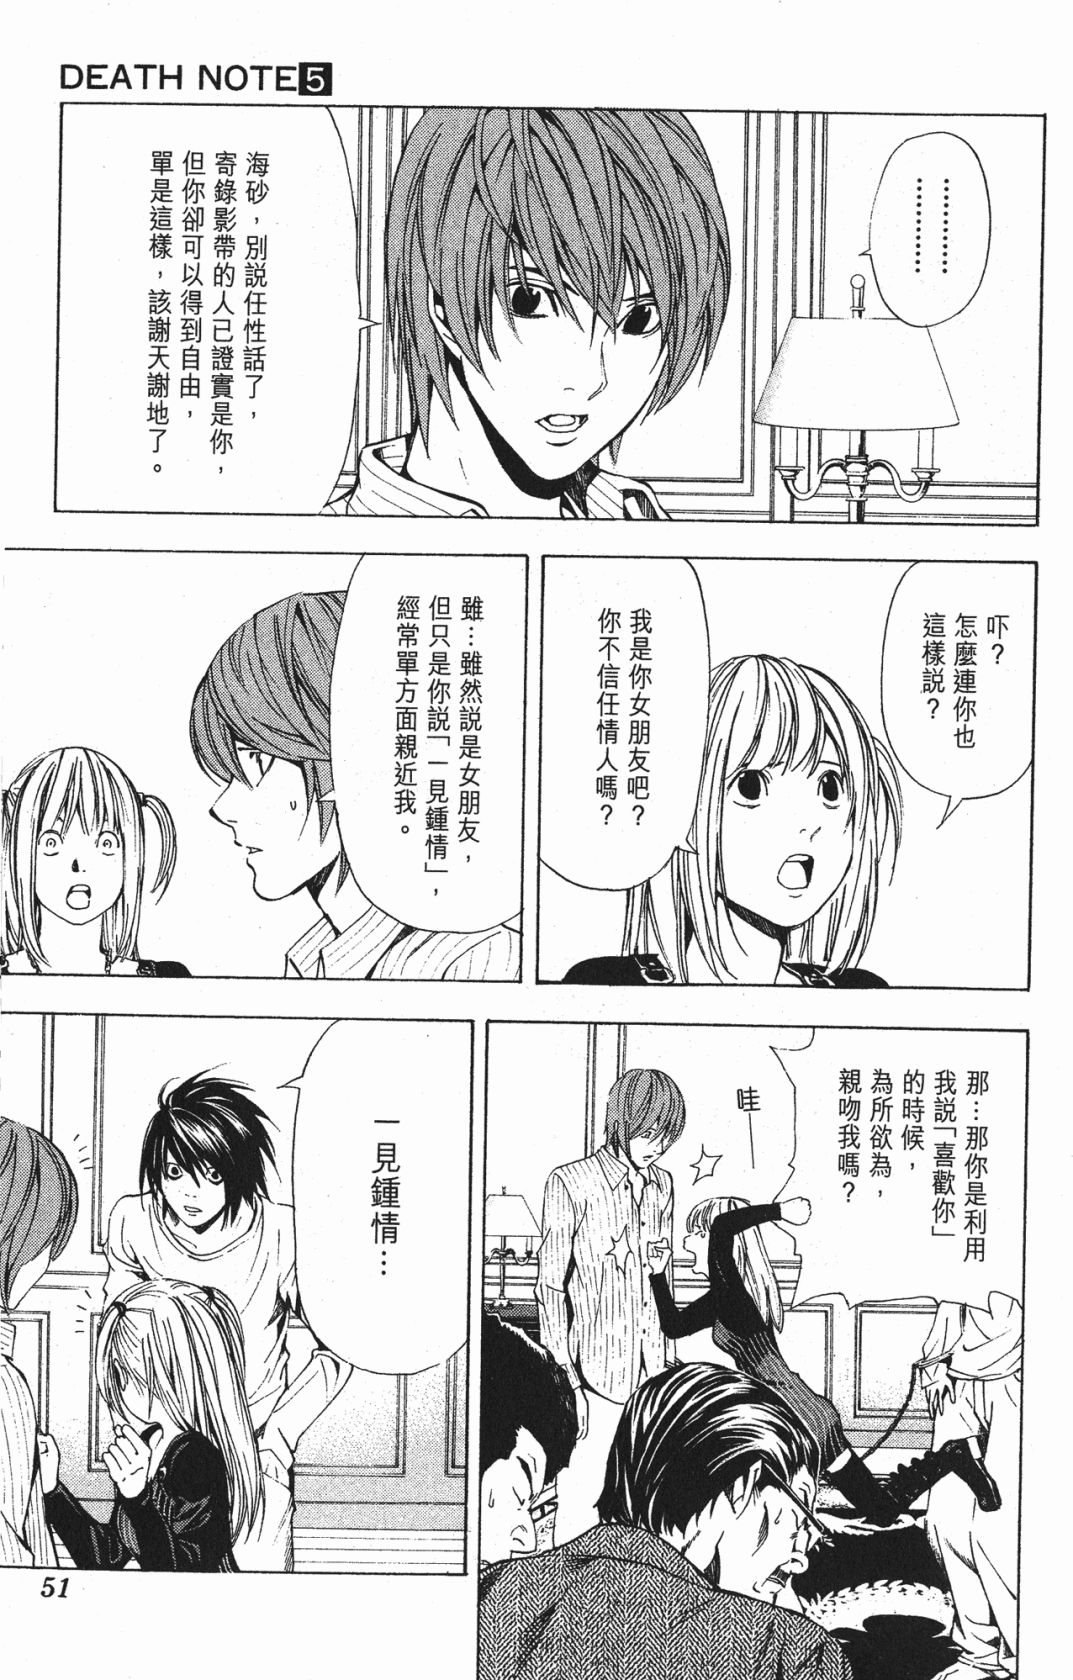 DEATH NOTE 5
…………
…………
海砂，別說任性話了，
寄錄影帶的人已證實是你，
但你卻可以得到自由，
單是這樣，該謝天謝地了。
吓？
怎麼連你也
這樣說？
我是你女朋友吧？
你不信任情人嗎？
雖…雖然說是女朋友，
但只是你說「一見鍾情」，
經常單方面親近我。
那…那你是利用
我說「喜歡你」
的時候，
為所欲為，
親吻我嗎？
哇—
一見鍾情…
51